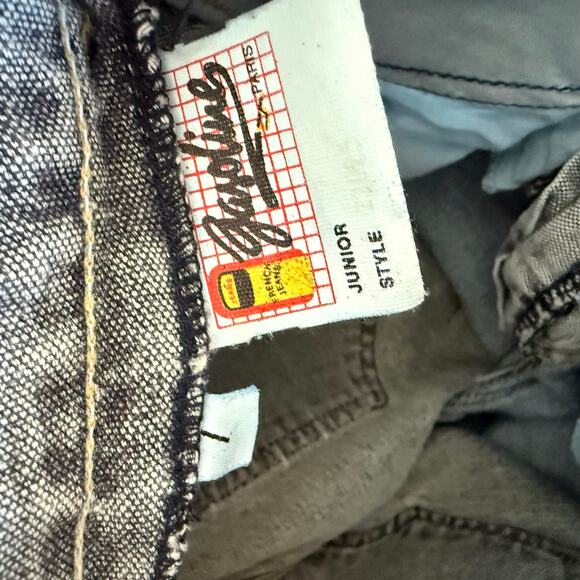 Gasoline
PARIS
FRENCH
JEANS
JUNIOR
STYLE